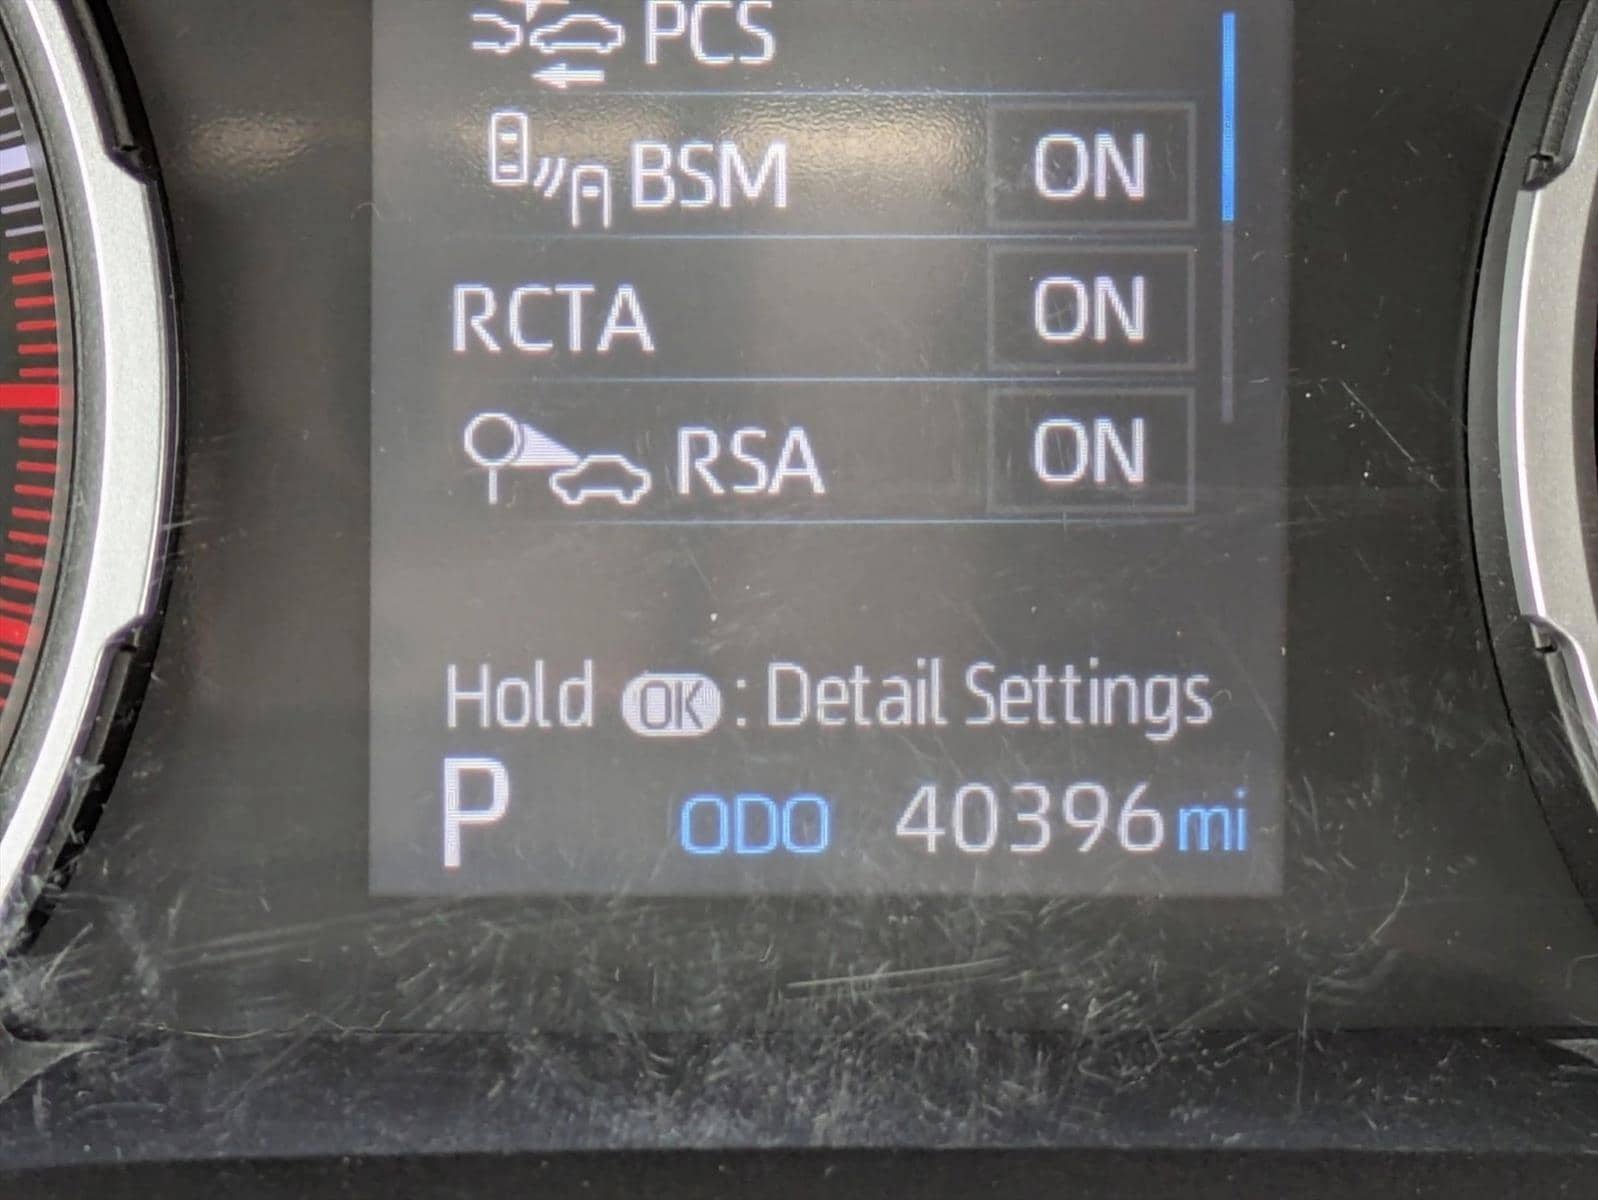 PCS
BSM ON
RCTA ON
RSA ON
Hold OK : Detail Settings
P ODO 40396 mi